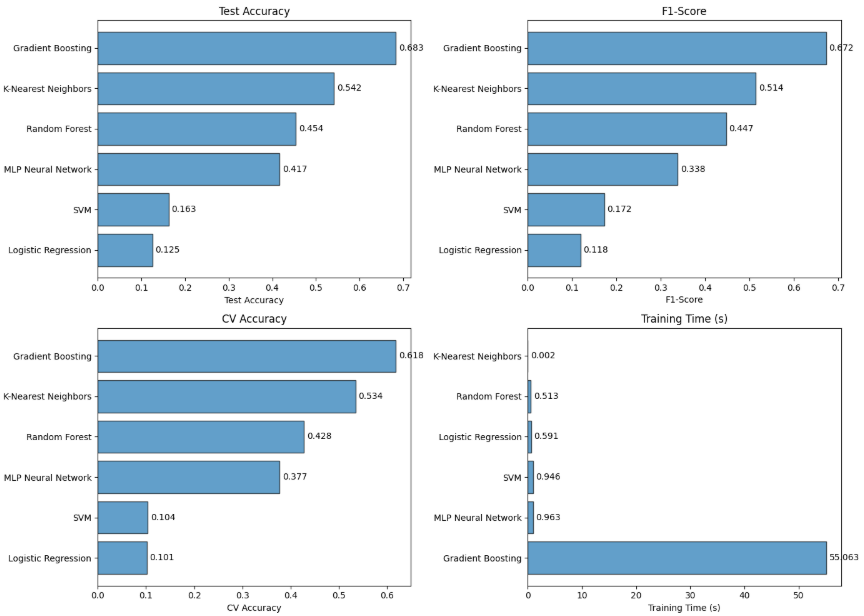 Test Accuracy
Gradient Boosting 0.683
K-Nearest Neighbors 0.542
Random Forest 0.454
MLP Neural Network 0.417
SVM 0.163
Logistic Regression 0.125
0.0 0.1 0.2 0.3 0.4 0.5 0.6 0.7
Test Accuracy
F1-Score
Gradient Boosting 0.672
K-Nearest Neighbors 0.514
Random Forest 0.447
MLP Neural Network 0.338
SVM 0.172
Logistic Regression 0.118
0.0 0.1 0.2 0.3 0.4 0.5 0.6 0.7
F1-Score
CV Accuracy
Gradient Boosting 0.618
K-Nearest Neighbors 0.534
Random Forest 0.428
MLP Neural Network 0.377
SVM 0.104
Logistic Regression 0.101
0.0 0.1 0.2 0.3 0.4 0.5 0.6
CV Accuracy
Training Time (s)
K-Nearest Neighbors 0.002
Random Forest 0.513
Logistic Regression 0.591
SVM 0.946
MLP Neural Network 0.963
Gradient Boosting 55.063
0 10 20 30 40 50
Training Time (s)